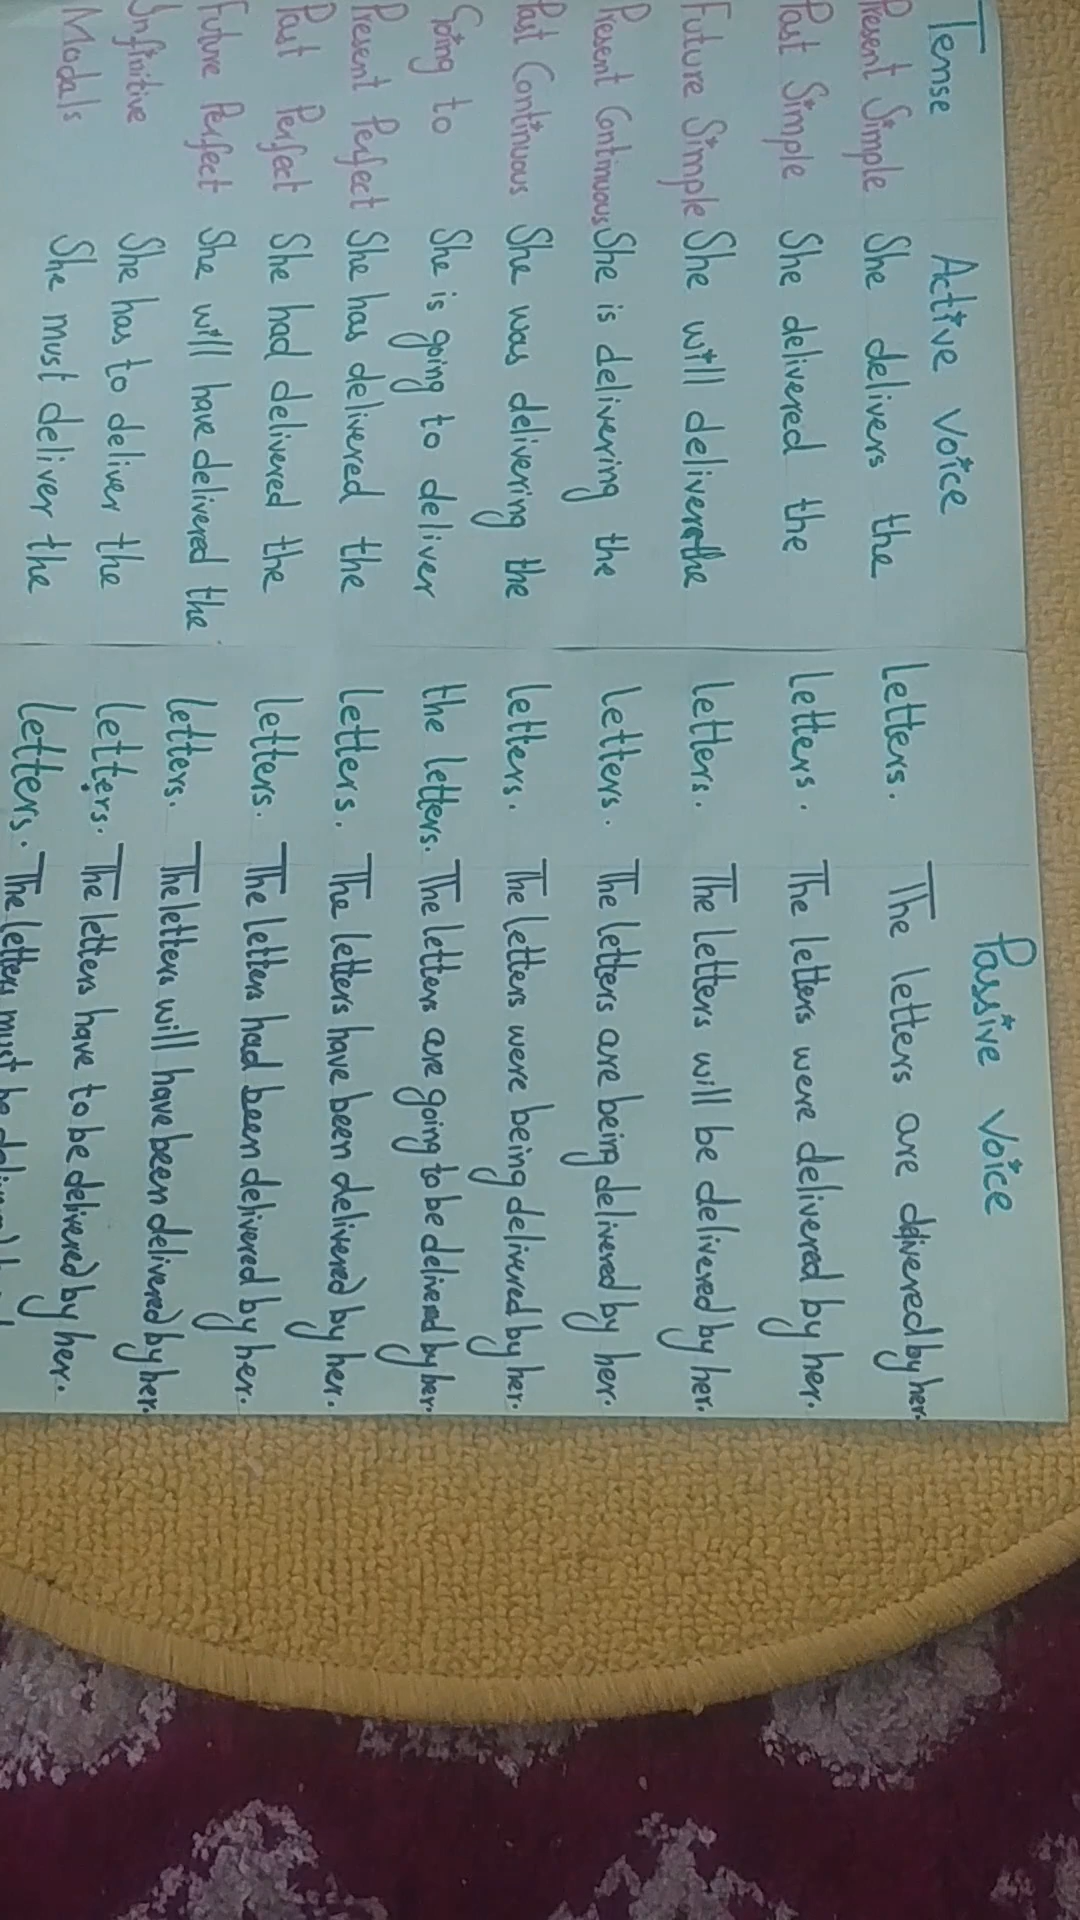 Tense Active Voice Passive Voice
Present Simple She delivers the letters. The letters are delivered by her.
Past Simple She delivered the letters. The letters were delivered by her.
Future Simple She will deliver the letters. The letters will be delivered by her.
Present Continuous She is delivering the letters. The letters are being delivered by her.
Past Continuous She was delivering the letters. The letters were being delivered by her.
Going to She is going to deliver the letters. The letters are going to be delivered by her.
Present Perfect She has delivered the letters. The letters have been delivered by her.
Past Perfect She had delivered the letters. The letters had been delivered by her.
Future Perfect She will have delivered the letters. The letters will have been delivered by her.
Infinitive She has to deliver the letters. The letters have to be delivered by her.
Modals She must deliver the letters. The letters must be